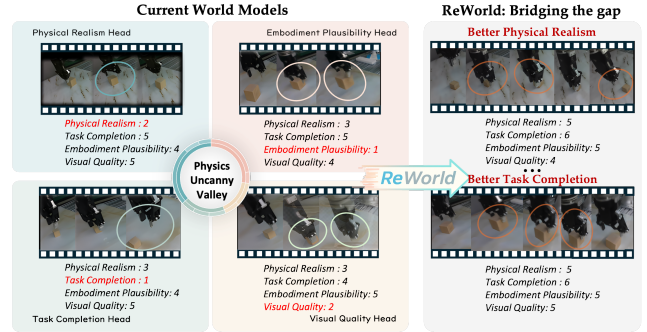 Current World Models
ReWorld: Bridging the gap
Physical Realism Head
Physical Realism : 2
Task Completion : 5
Embodiment Plausibility: 4
Visual Quality: 5
Embodiment Plausibility Head
Physical Realism : 3
Task Completion : 5
Embodiment Plausibility: 1
Visual Quality: 4
Physics
Uncanny
Valley
Physical Realism : 3
Task Completion : 1
Embodiment Plausibility: 4
Visual Quality: 5
Task Completion Head
Physical Realism : 3
Task Completion : 4
Embodiment Plausibility: 5
Visual Quality: 2
Visual Quality Head
ReWorld
Better Physical Realism
Physical Realism : 5
Task Completion : 6
Embodiment Plausibility: 5
Visual Quality: 4
...
Better Task Completion
Physical Realism : 5
Task Completion : 6
Embodiment Plausibility: 5
Visual Quality: 5